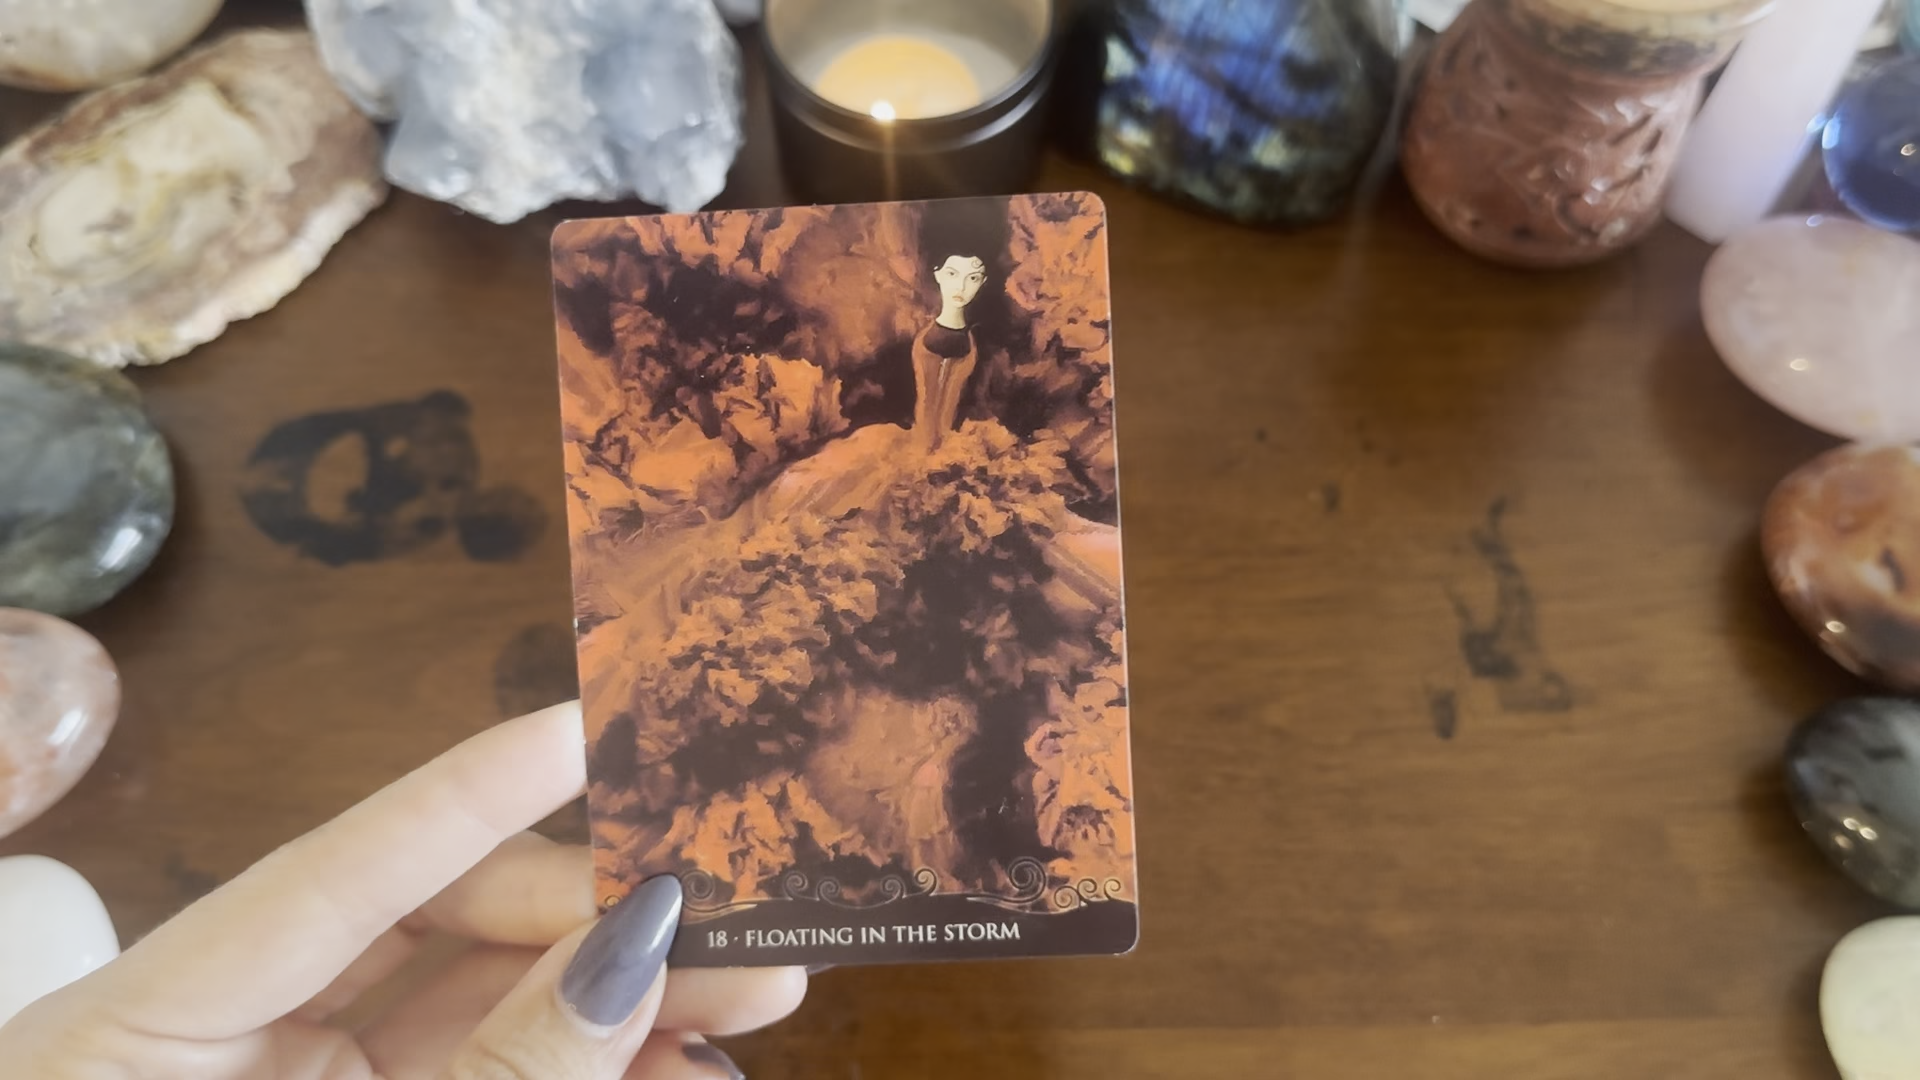 18 · FLOATING IN THE STORM